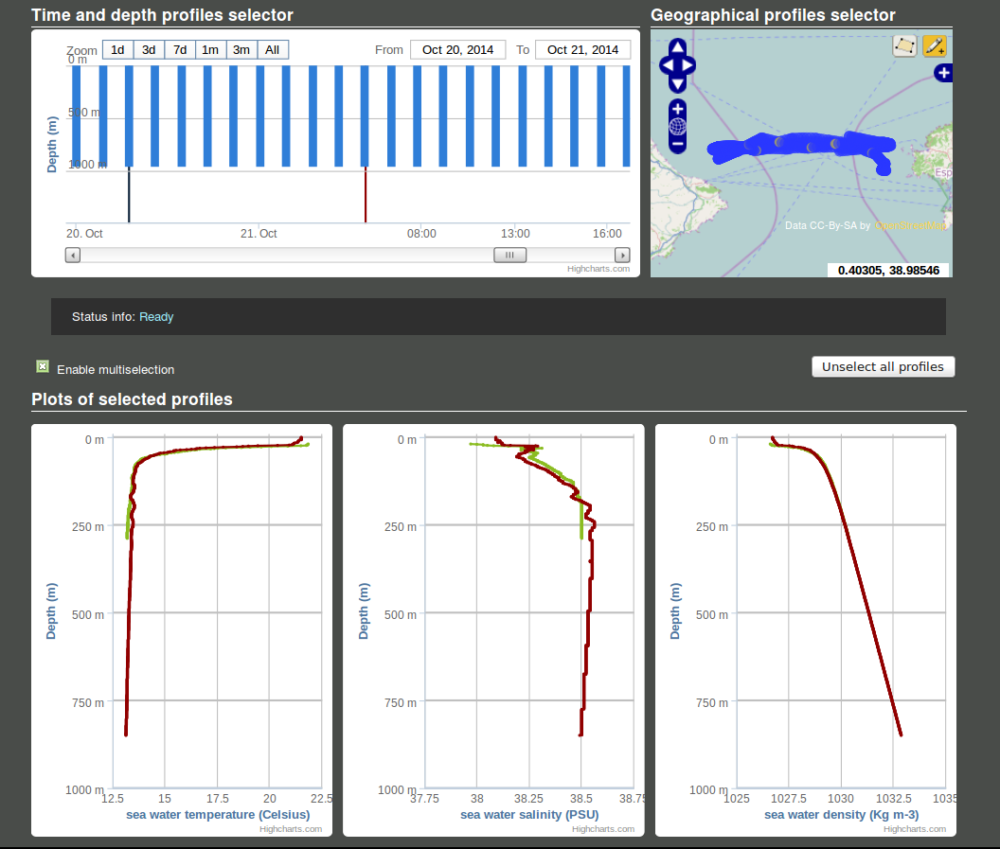 Time and depth profiles selector
Geographical profiles selector
Zoom 1d 3d 7d 1m 3m All From Oct 20, 2014 To Oct 21, 2014
0 m
500 m
1000 m
Depth (m)
20. Oct 21. Oct 08:00 13:00 16:00
Highcharts.com
Esp
Data CC-By-SA by OpenStreetMap
0.40305, 38.98546
Status info: Ready
Enable multiselection
Unselect all profiles
Plots of selected profiles
0 m
250 m
500 m
750 m
1000 m
Depth (m)
12.5 15 17.5 20 22.5
sea water temperature (Celsius)
Highcharts.com
0 m
250 m
500 m
750 m
1000 m
Depth (m)
37.75 38 38.25 38.5 38.75
sea water salinity (PSU)
Highcharts.com
0 m
250 m
500 m
750 m
1000 m
Depth (m)
1025 1027.5 1030 1032.5 1035
sea water density (Kg m-3)
Highcharts.com